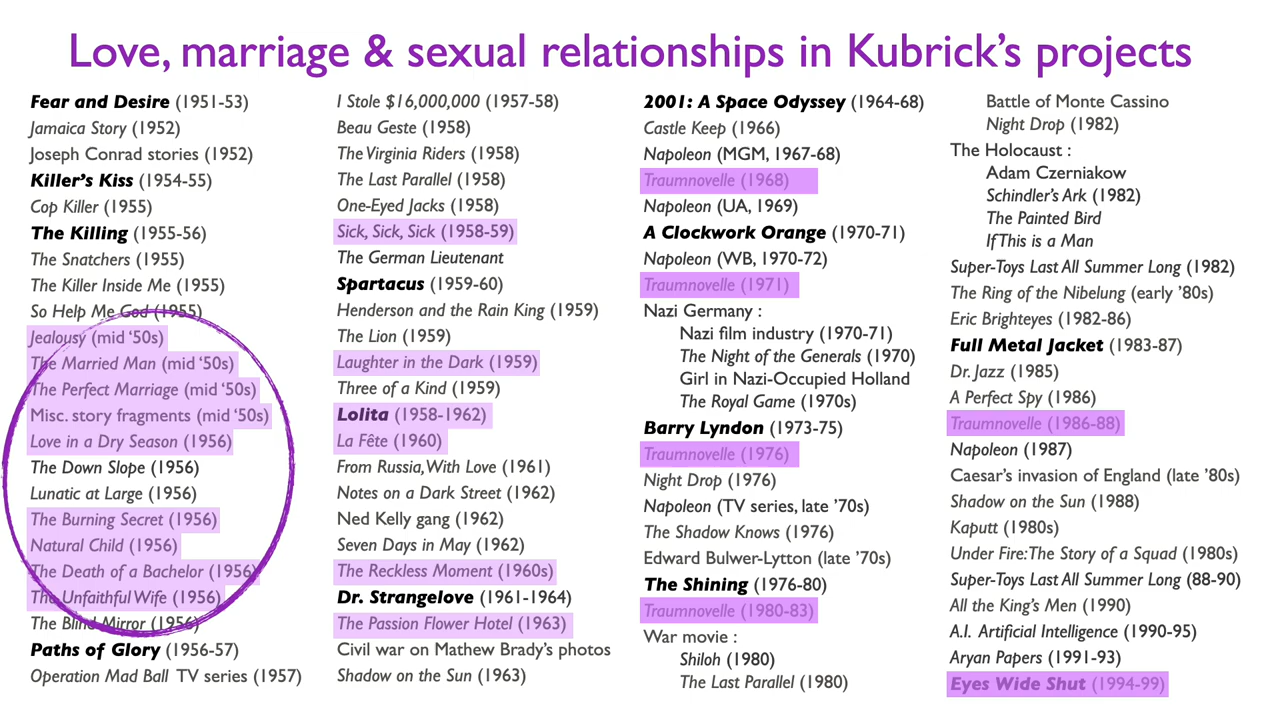 Love, marriage & sexual relationships in Kubrick’s projects
Fear and Desire (1951-53)
Jamaica Story (1952)
Joseph Conrad stories (1952)
Killer’s Kiss (1954-55)
Cop Killer (1955)
The Killing (1955-56)
The Snatchers (1955)
The Killer Inside Me (1955)
So Help Me God (1955)
Jealousy (mid ‘50s)
The Married Man (mid ‘50s)
The Perfect Marriage (mid ‘50s)
Misc. story fragments (mid ‘50s)
Love in a Dry Season (1956)
The Down Slope (1956)
Lunatic at Large (1956)
The Burning Secret (1956)
Natural Child (1956)
The Death of a Bachelor (1956)
The Unfaithful Wife (1956)
The Blind Mirror (1956)
Paths of Glory (1956-57)
Operation Mad Ball TV series (1957)
I Stole $16,000,000 (1957-58)
Beau Geste (1958)
The Virginia Riders (1958)
The Last Parallel (1958)
One-Eyed Jacks (1958)
Sick, Sick, Sick (1958-59)
The German Lieutenant
Spartacus (1959-60)
Henderson and the Rain King (1959)
The Lion (1959)
Laughter in the Dark (1959)
Three of a Kind (1959)
Lolita (1958-1962)
La Fête (1960)
From Russia, With Love (1961)
Notes on a Dark Street (1962)
Ned Kelly gang (1962)
Seven Days in May (1962)
The Reckless Moment (1960s)
Dr. Strangelove (1961-1964)
The Passion Flower Hotel (1963)
Civil war on Mathew Brady’s photos
Shadow on the Sun (1963)
2001: A Space Odyssey (1964-68)
Castle Keep (1966)
Napoleon (MGM, 1967-68)
Traumnovelle (1968)
Napoleon (UA, 1969)
A Clockwork Orange (1970-71)
Napoleon (WB, 1970-72)
Traumnovelle (1971)
Nazi Germany :
Nazi film industry (1970-71)
The Night of the Generals (1970)
Girl in Nazi-Occupied Holland
The Royal Game (1970s)
Barry Lyndon (1973-75)
Traumnovelle (1976)
Night Drop (1976)
Napoleon (TV series, late ’70s)
The Shadow Knows (1976)
Edward Bulwer-Lytton (late ’70s)
The Shining (1976-80)
Traumnovelle (1980-83)
War movie :
Shiloh (1980)
The Last Parallel (1980)
Battle of Monte Cassino
Night Drop (1982)
The Holocaust :
Adam Czerniakow
Schindler’s Ark (1982)
The Painted Bird
If This is a Man
Super-Toys Last All Summer Long (1982)
The Ring of the Nibelung (early ’80s)
Eric Brighteyes (1982-86)
Full Metal Jacket (1983-87)
Dr. Jazz (1985)
A Perfect Spy (1986)
Traumnovelle (1986-88)
Napoleon (1987)
Caesar’s invasion of England (late ’80s)
Shadow on the Sun (1988)
Kaputt (1980s)
Under Fire: The Story of a Squad (1980s)
Super-Toys Last All Summer Long (88-90)
All the King’s Men (1990)
A.I. Artificial Intelligence (1990-95)
Aryan Papers (1991-93)
Eyes Wide Shut (1994-99)